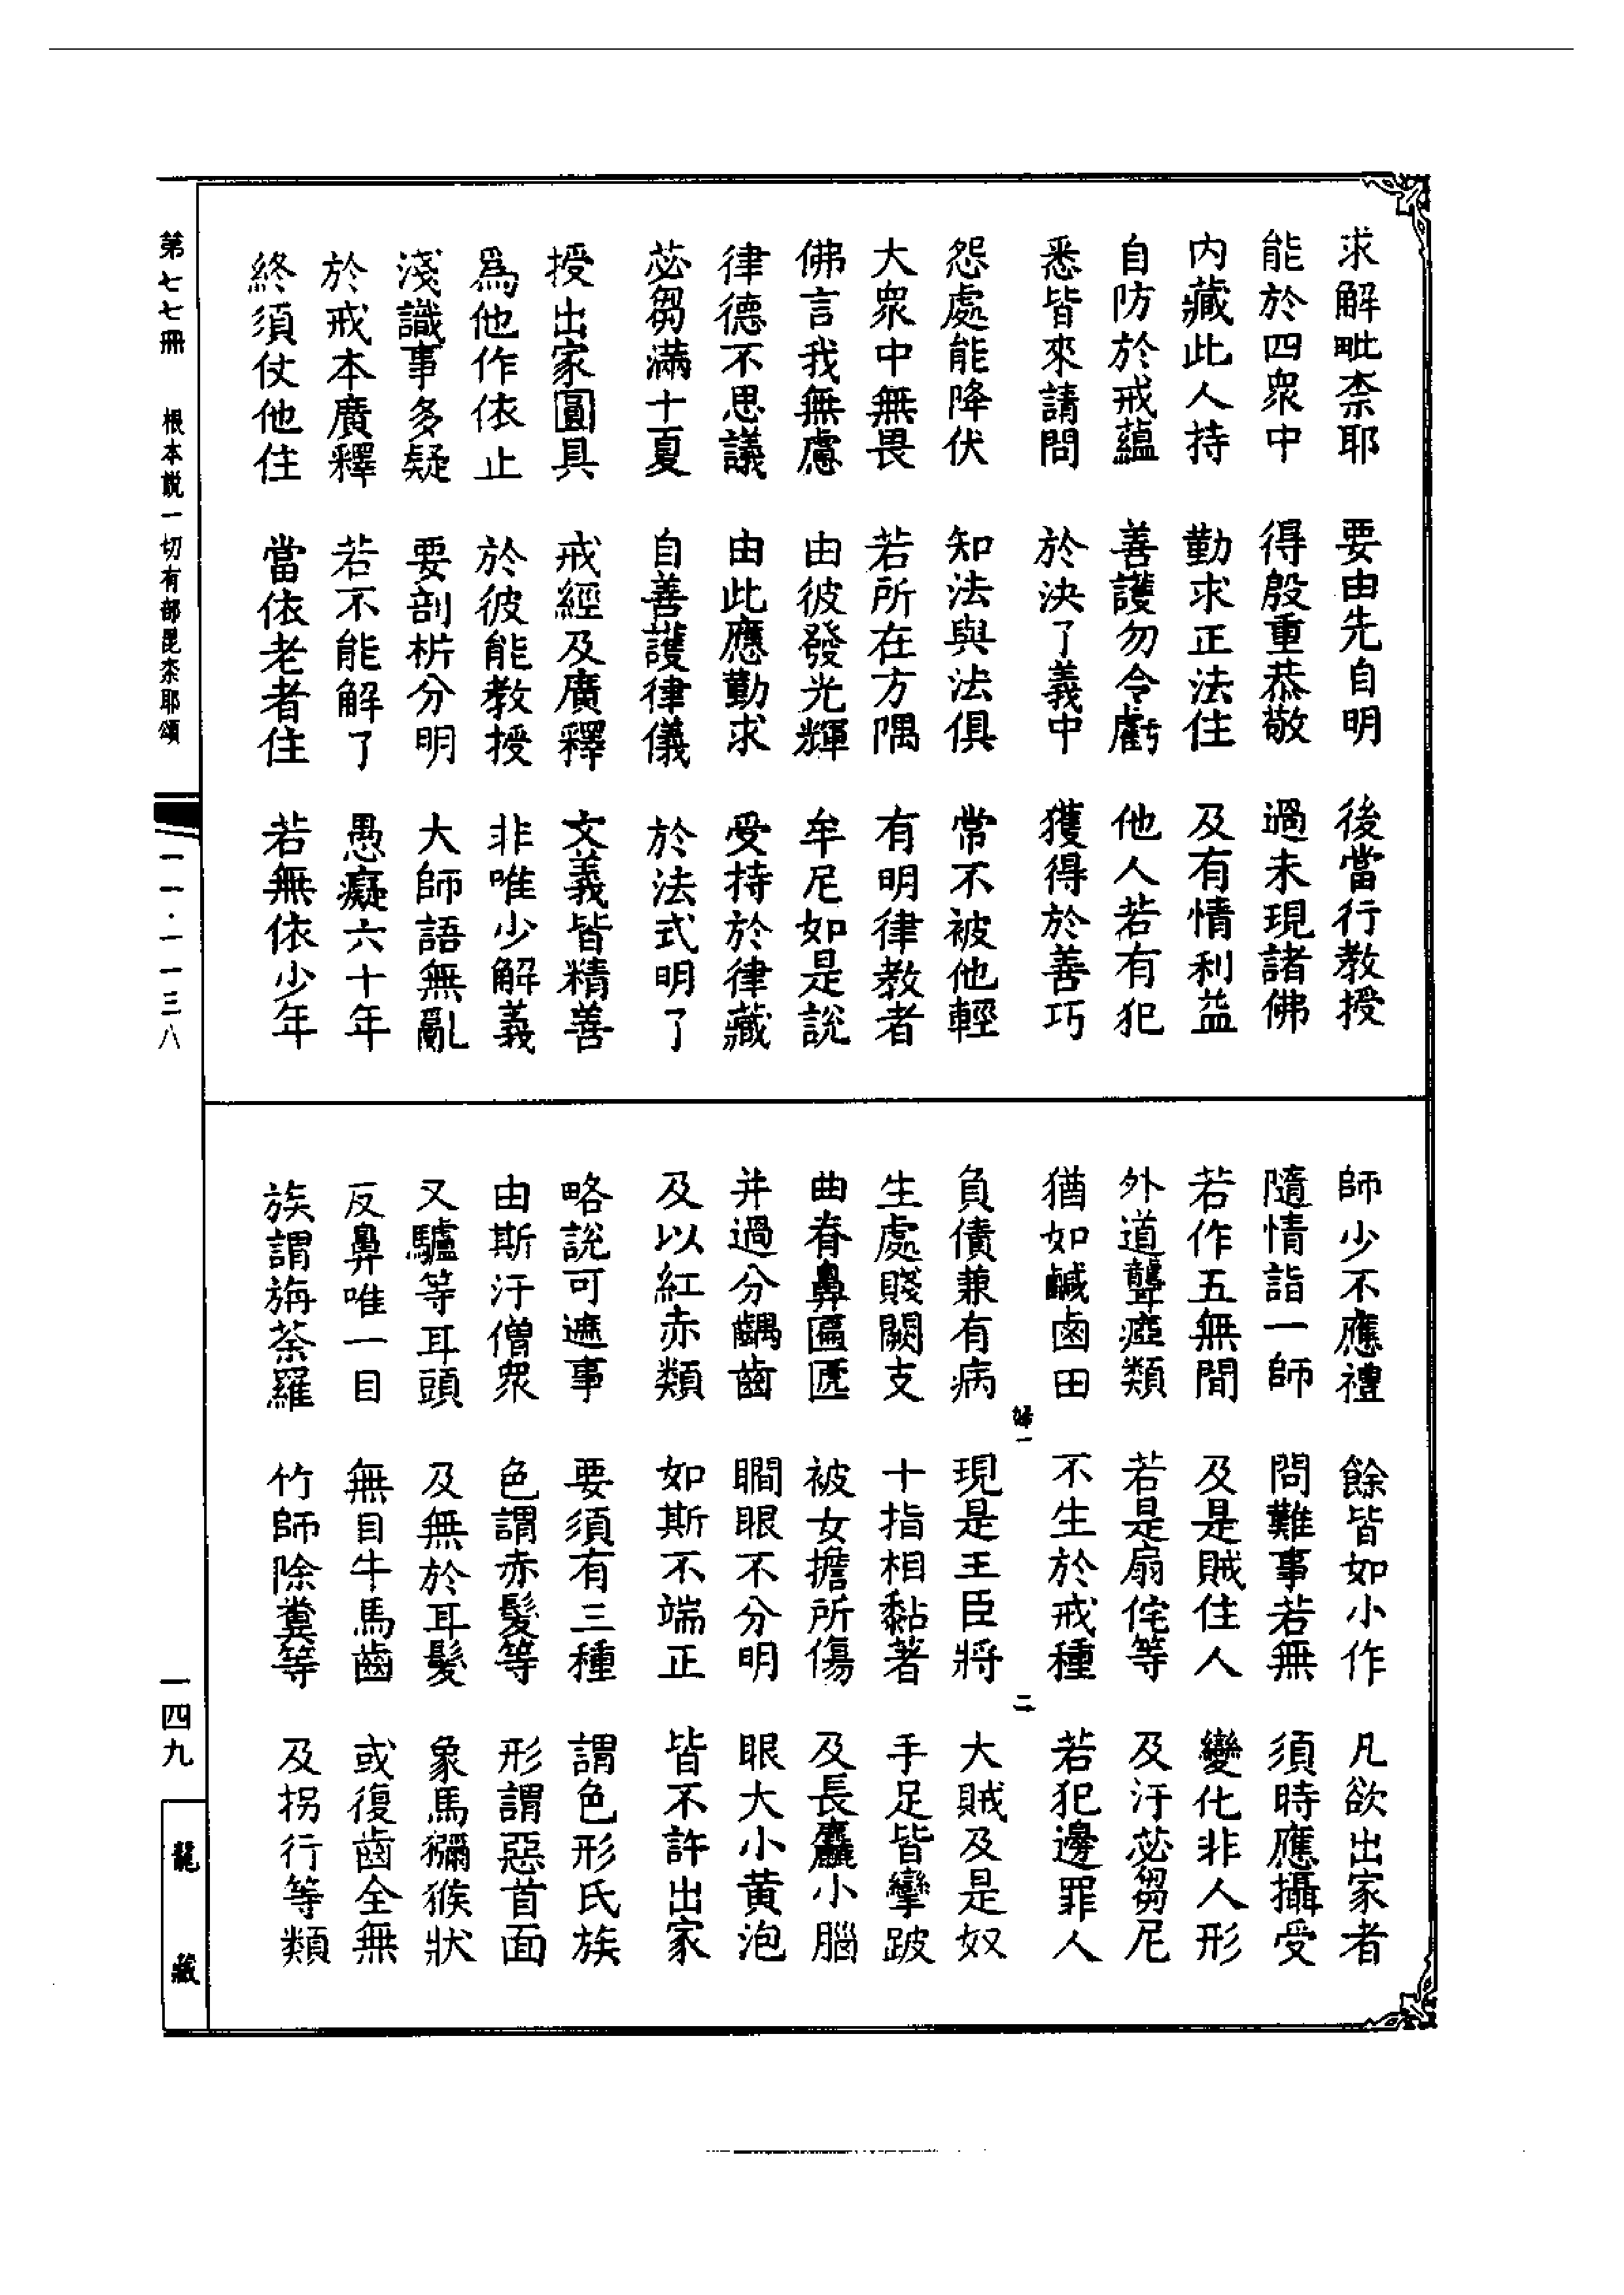 求解毗柰耶　要由先自明　後當行教授
能於四眾中　得殷重恭敬　過未現諸佛
內藏此人持　勤求正法住　及有情利益
自防於戒蘊　善護勿令虧　他人若有犯
悉皆來請問　於決了義中　獲得於善巧
怨處能降伏　知法與法俱　常不被他輕
大眾中無畏　若所在方隅　有明律教者
佛言我無慮　由彼發光輝　牟尼如是說
律德不思議　由此應勤求　受持於律藏
苾芻滿十夏　自善護律儀　於法式明了
授出家圓具　戒經及廣釋　文義皆精善
為他作依止　於彼能教授　非唯少解義
淺識事多疑　要剖析分明　大師語無亂
於戒本廣釋　若不能解了　愚癡六十年
終須仗他住　當依老者住　若無依少年
師少不應禮　餘皆如小作　凡欲出家者
隨情詣一師　問難事若無　須時應攝受
若作五無間　及是賊住人　變化非人形
外道聾瘂類　若是扇侘等　及汙苾芻尼
猶如鹹鹵田　不生於戒種　若犯邊罪人
歸一　二
負債兼有病　現是王臣將　大賊及是奴
生處賤闕支　十指相黏著　手足皆攣跛
曲脊鼻匾㔸　被女擔所傷　及長麤小腦
并過分齲齒　瞷眼不分明　眼大小黃泡
及以紅赤類　如斯不端正　皆不許出家
略說可遮事　要須有三種　謂色形氏族
由斯汙僧眾　色謂赤髮等　形謂惡首面
又驢等耳頭　及無於耳髮　象馬獼猴狀
反鼻唯一目　無目牛馬齒　或復齒全無
族謂旃荼羅　竹師除糞等　及拐行等類
第七七冊　根本說一切有部毘柰耶頌
一一一·一一三八
一四九
龍藏